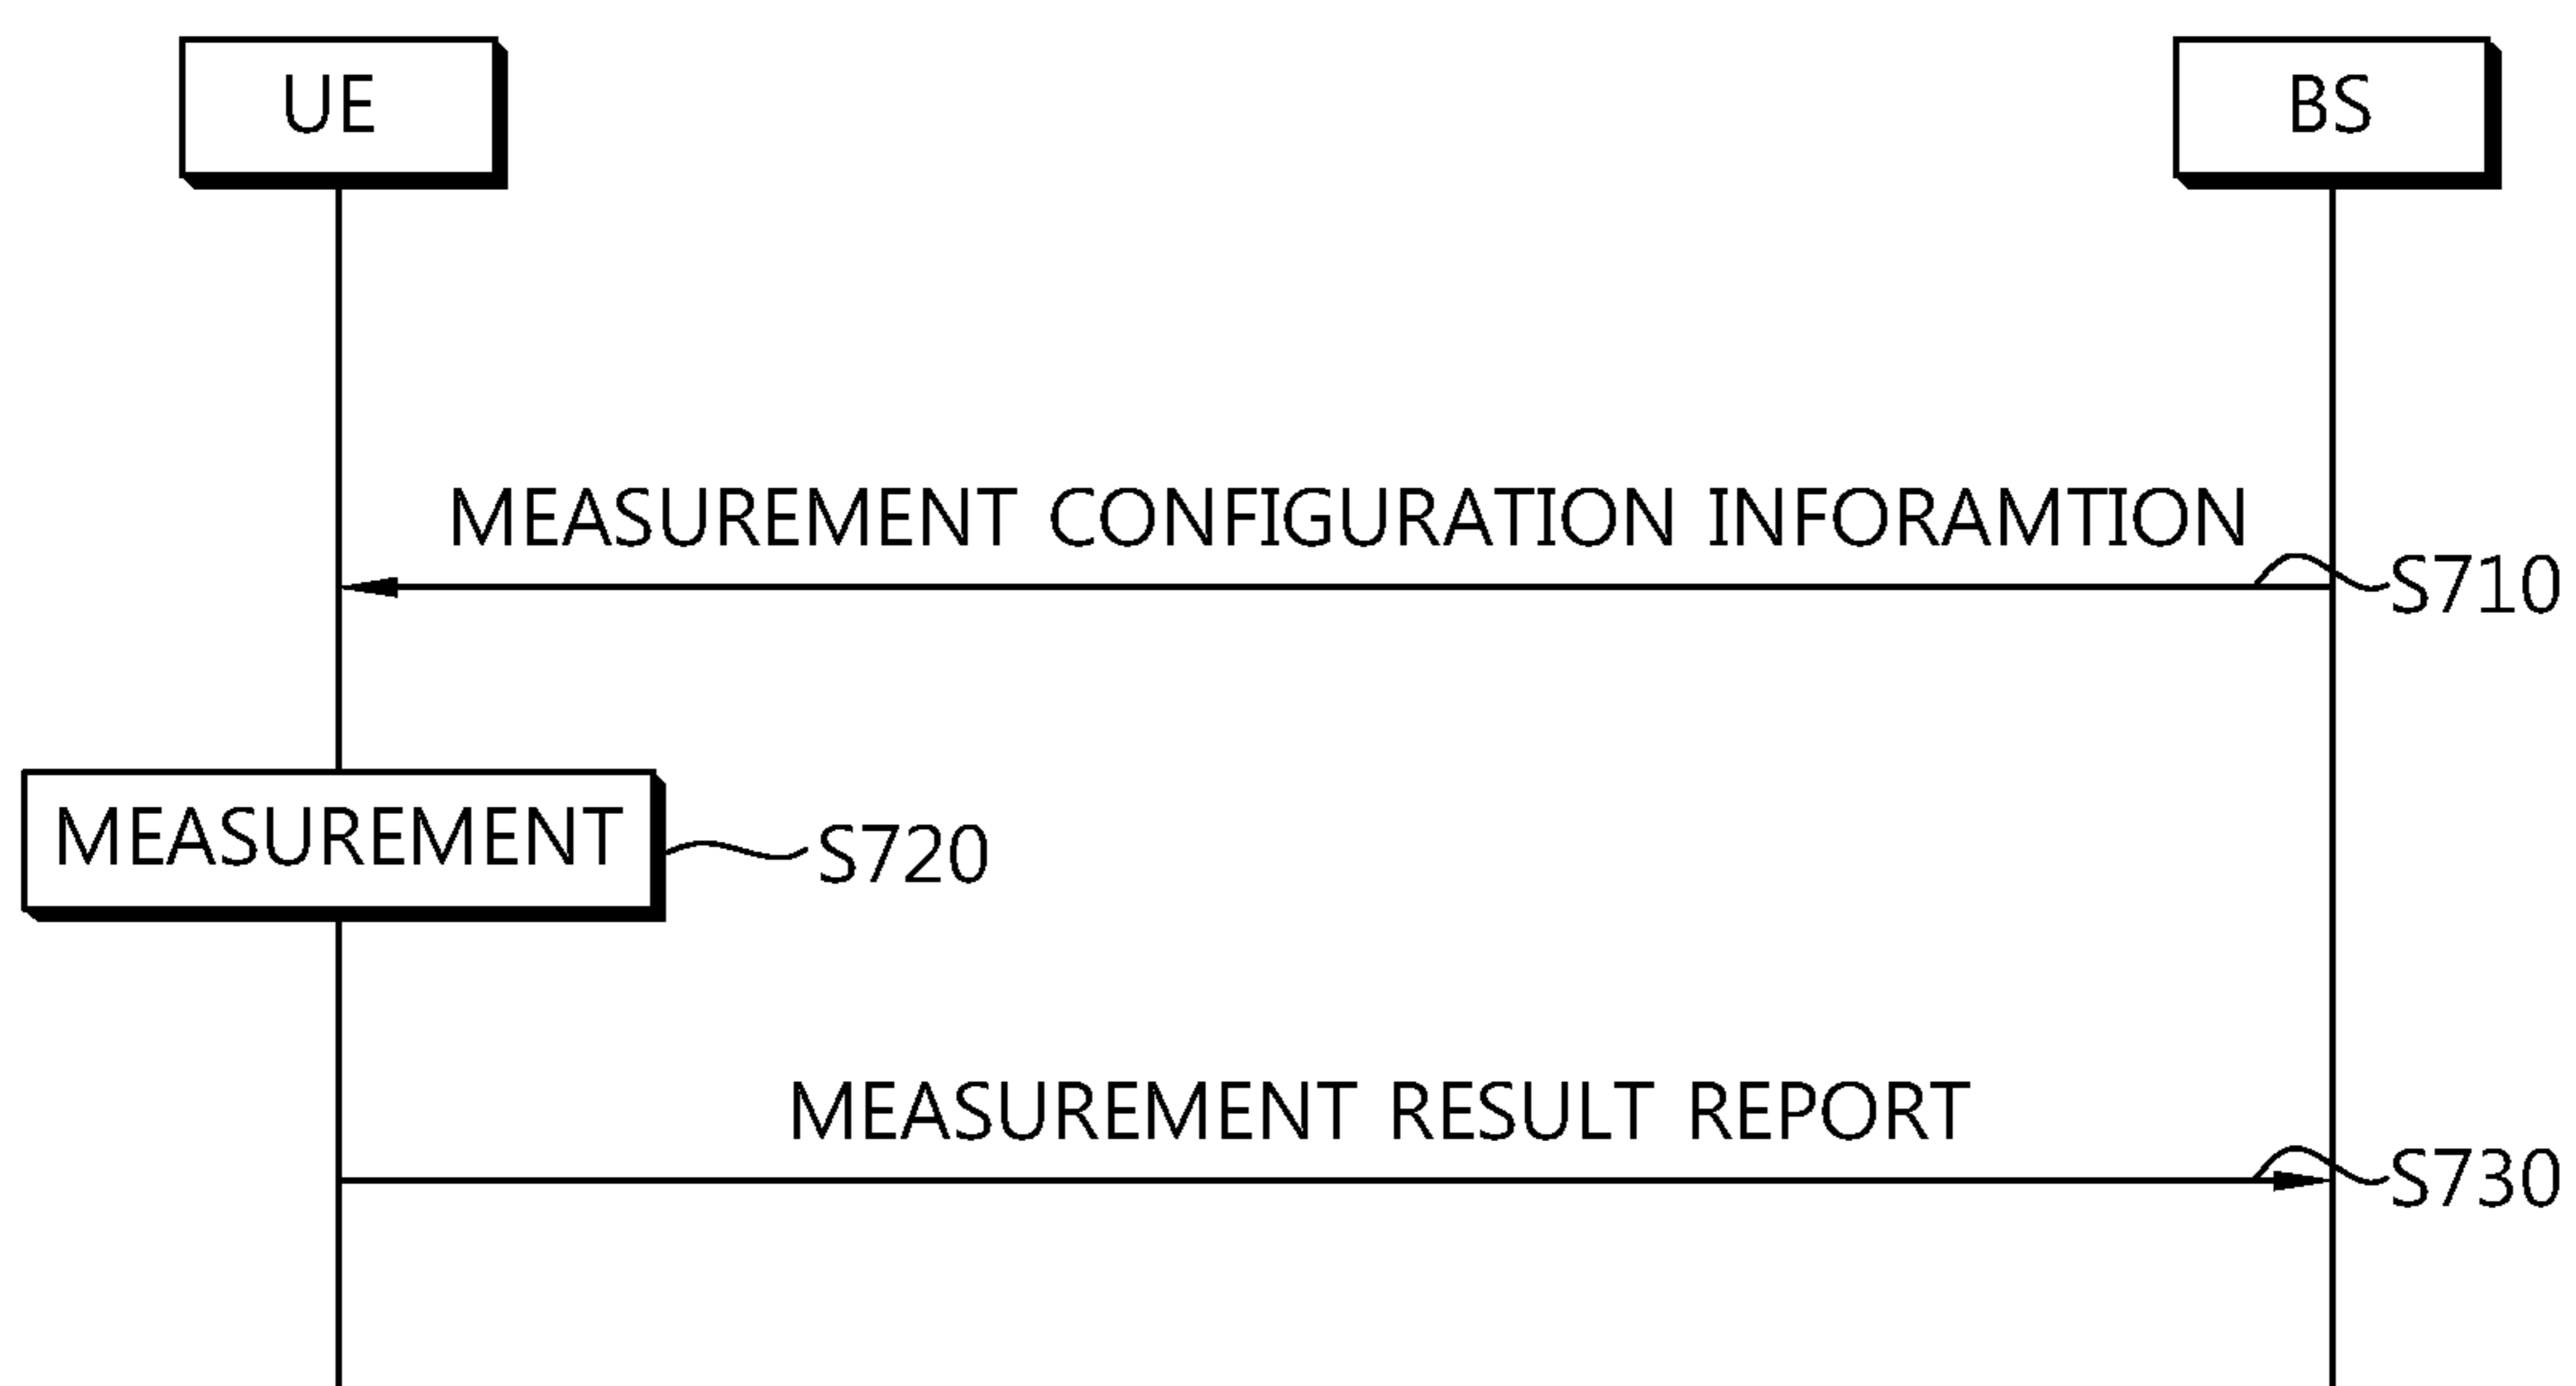 UE
BS
MEASUREMENT CONFIGURATION INFORAMTION
S710
MEASUREMENT
S720
MEASUREMENT RESULT REPORT
S730